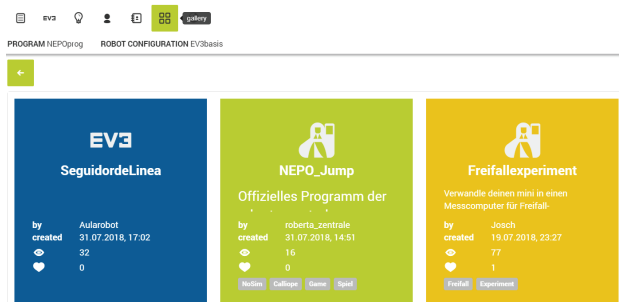 EV3
gallery
PROGRAM NEPOprog ROBOT CONFIGURATION EV3basis
EV3
SeguidordeLinea
by Aularobot
created 31.07.2018, 17:02
32
0
NEPO_Jump
Offizielles Programm der
by roberta_zentrale
created 31.07.2018, 14:51
16
0
NoSim Calliope Game Spiel
Freifallexperiment
Verwandle deinen mini in einen
Messcomputer für Freifall-
by Josch
created 19.07.2018, 23:27
77
1
Freifall Experiment